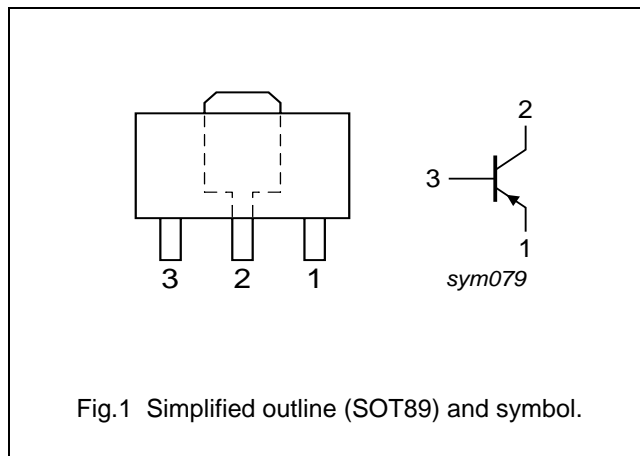 2
3
1
3 2 1
sym079
Fig.1 Simplified outline (SOT89) and symbol.